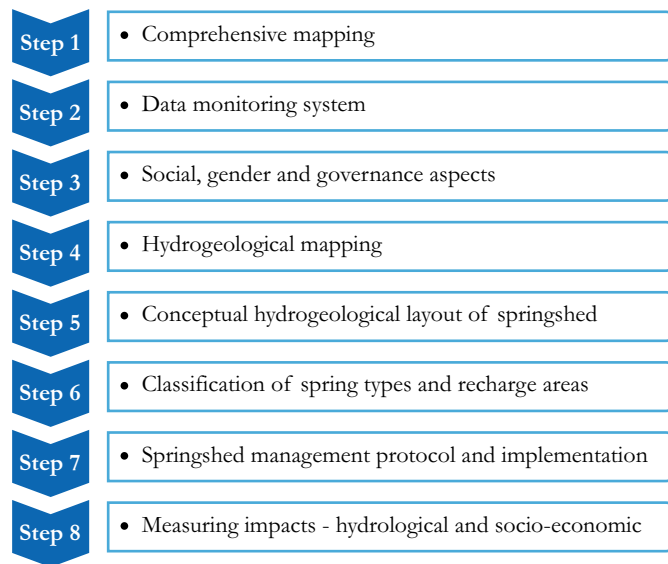 Step 1
• Comprehensive mapping
Step 2
• Data monitoring system
Step 3
• Social, gender and governance aspects
Step 4
• Hydrogeological mapping
Step 5
• Conceptual hydrogeological layout of springshed
Step 6
• Classification of spring types and recharge areas
Step 7
• Springshed management protocol and implementation
Step 8
• Measuring impacts - hydrological and socio-economic